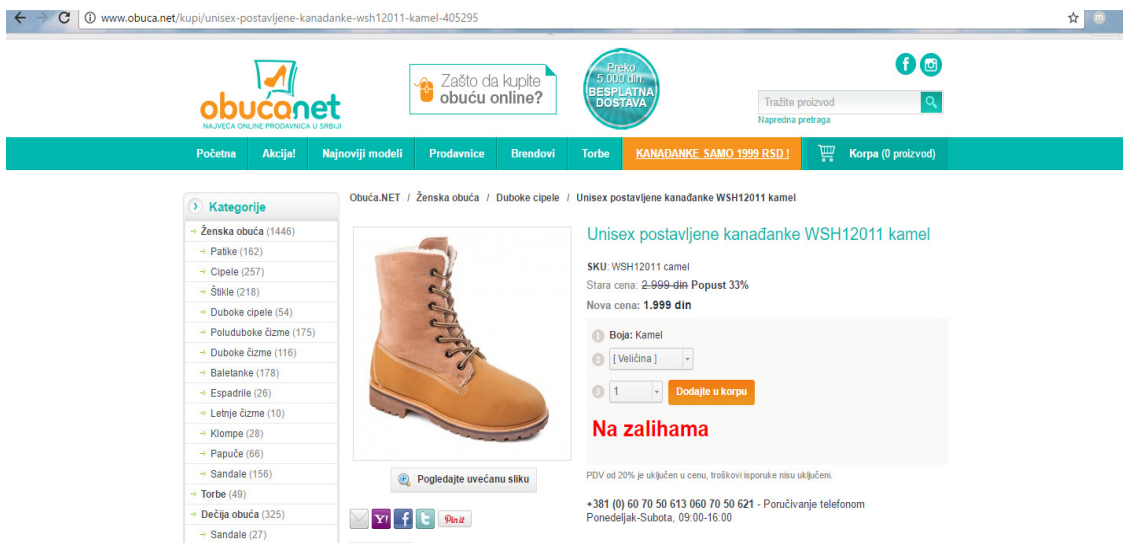 www.obuca.net/kupi/unisex-postavljene-kanadanke-wsh12011-kamel-405295
obućanet
NAJVEĆA ONLINE PRODAVNICA U SRBIJI
Zašto da kupite
obuću online?
Preko
5 000 din
BESPLATNA
DOSTAVA
Tražite proizvod
Napredna pretraga
Početna Akcija! Najnoviji modeli Prodavnice Brendovi Torbe KANAĐANKE SAMO 1999 RSD ! Korpa (0 proizvod)
Kategorije
Ženska obuća (1446)
Patike (162)
Cipele (257)
Štikle (218)
Duboke cipele (54)
Poluduboke čizme (175)
Duboke čizme (116)
Baletanke (178)
Espadrile (26)
Letnje čizme (10)
Klompe (28)
Papuče (66)
Sandale (156)
Torbe (49)
Dečija obuća (325)
Sandale (27)
Obuća.NET / Ženska obuća / Duboke cipele / Unisex postavljene kanađanke WSH12011 kamel
Pogledajte uvećanu sliku
Y!
Pin it
Unisex postavljene kanađanke WSH12011 kamel
SKU: WSH12011 camel
Stara cena: 2.999 din Popust 33%
Nova cena: 1.999 din
1 Boja: Kamel
2 [ Veličina ]
3 1 Dodajte u korpu
Na zalihama
PDV od 20% je uključen u cenu, troškovi isporuke nisu uključeni.
+381 (0) 60 70 50 613 060 70 50 621 - Poručivanje telefonom
Ponedeljak-Subota, 09:00-16:00